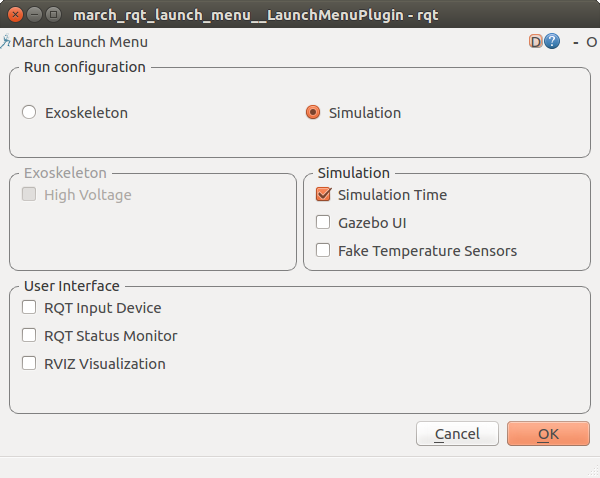 march_rqt_launch_menu__LaunchMenuPlugin - rqt
March Launch Menu D ? - O
Run configuration
Exoskeleton Simulation
Exoskeleton Simulation
High Voltage Simulation Time
Gazebo UI
Fake Temperature Sensors
User Interface
RQT Input Device
RQT Status Monitor
RVIZ Visualization
Cancel OK